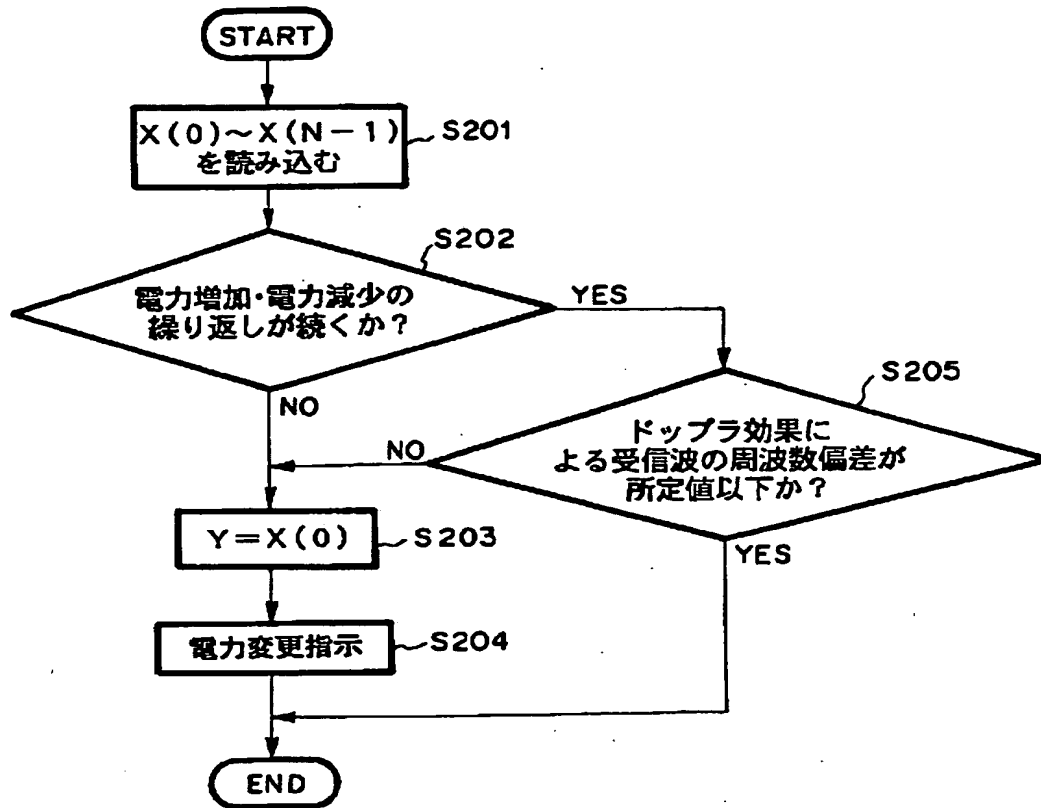 START
X(0)~X(N-1)
を読み込む
S201
S202
電力増加・電力減少の
繰り返しが続くか?
YES
NO
S205
ドップラ効果に
よる受信波の周波数偏差が
所定値以下か?
NO
YES
Y=X(0)
S203
電力変更指示
S204
END